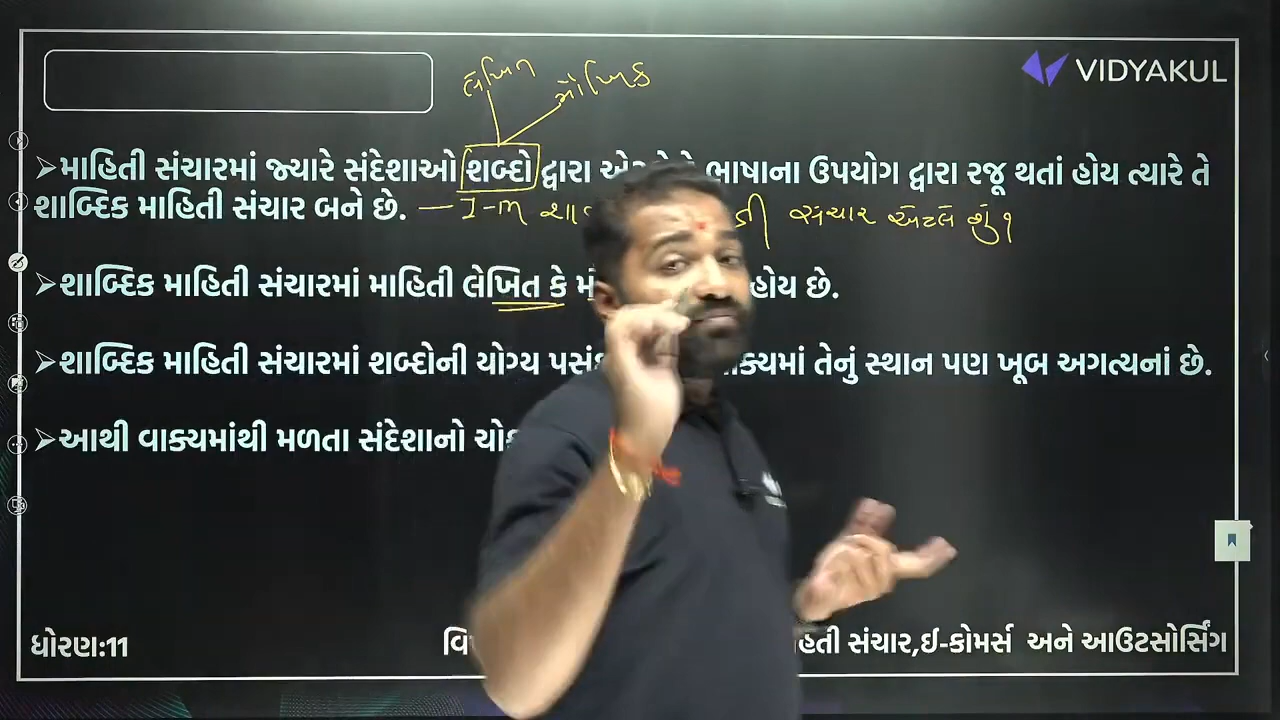 લેખિત મૌખિક
VIDYAKUL
➢માહિતી સંચારમાં જ્યારે સંદેશાઓ શબ્દો દ્વારા ભાષાના ઉપયોગ દ્વારા રજૂ થતાં હોય ત્યારે તે
શાબ્દિક માહિતી સંચાર બને છે. – 1-m સંચાર એટલે શું?
➢શાબ્દિક માહિતી સંચારમાં માહિતી લેખિત કે હોય છે.
➢શાબ્દિક માહિતી સંચારમાં શબ્દોની યોગ્ય તેનું સ્થાન પણ ખૂબ અગત્યનાં છે.
➢આથી વાક્યમાંથી મળતા સંદેશાનો
ધોરણ:11 સંચાર,ઈ-કોમર્સ અને આઉટસોર્સિંગ